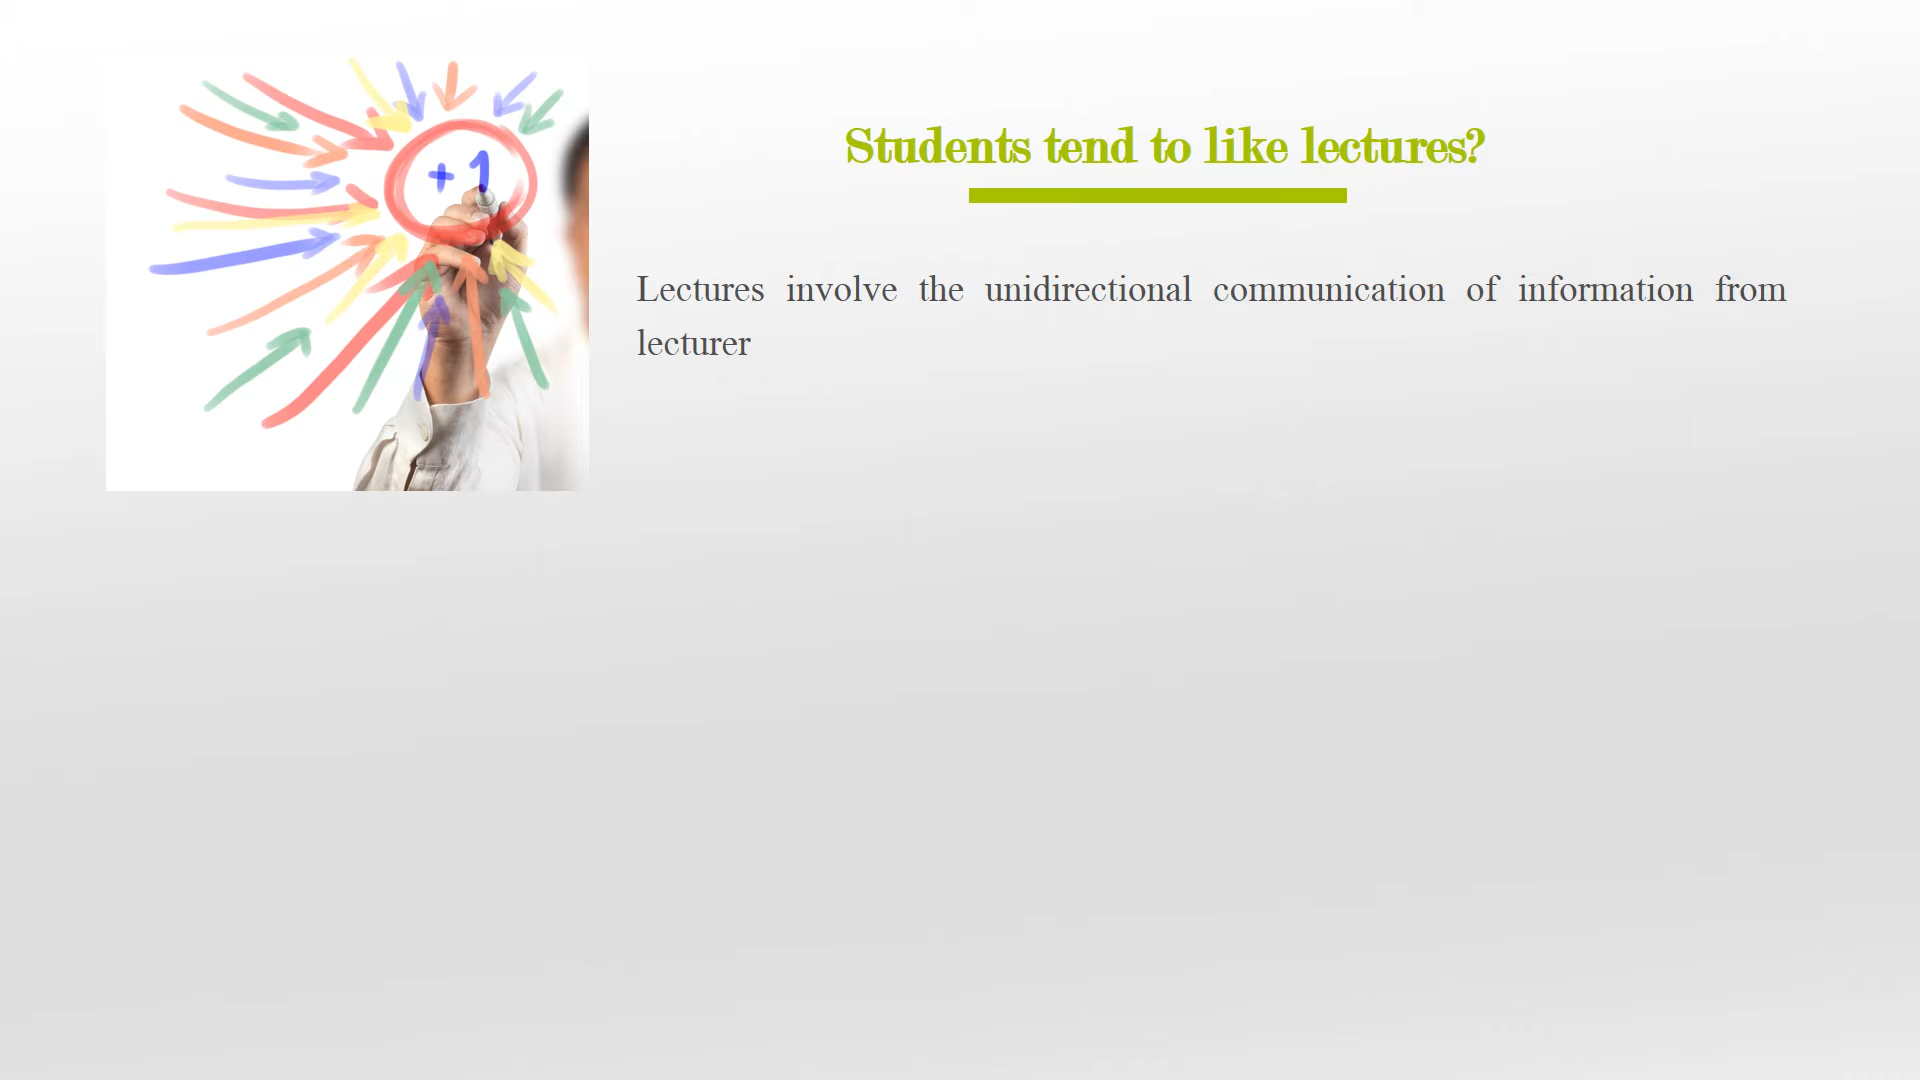 + 1
Students tend to like lectures?
Lectures involve the unidirectional communication of information from
lecturer